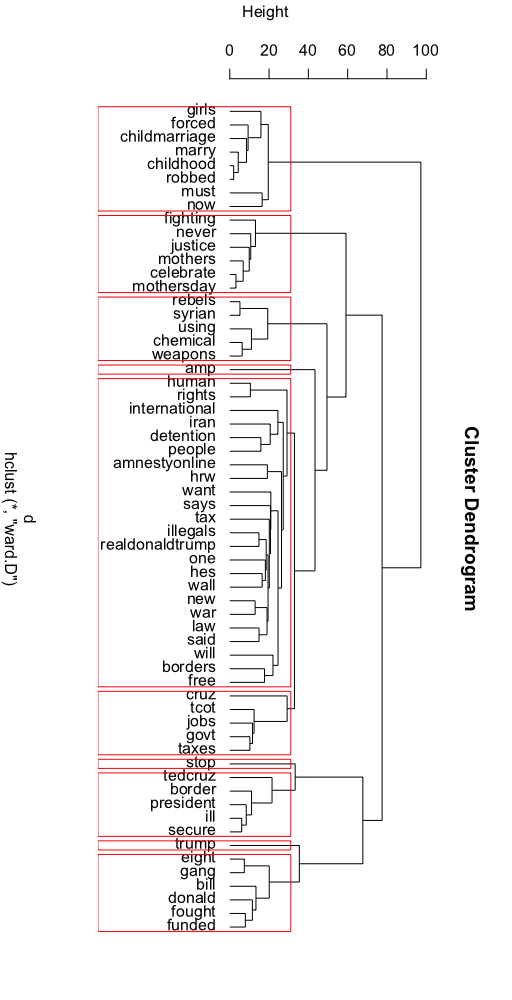 Height
0 20 40 60 80 100
girls
forced
childmarriage
marry
childhood
robbed
must
now
fighting
never
justice
mothers
celebrate
mothersday
rebels
syrian
using
chemical
weapons
amp
human
rights
international
iran
detention
people
amnestyonline
hrw
want
says
tax
illegals
realdonaldtrump
one
hes
wall
new
war
law
said
will
borders
free
cruz
tcot
jobs
govt
taxes
stop
tedcruz
border
president
ill
secure
trump
eight
gang
bill
donald
fought
funded
Cluster Dendrogram
d
hclust (*, "ward.D")